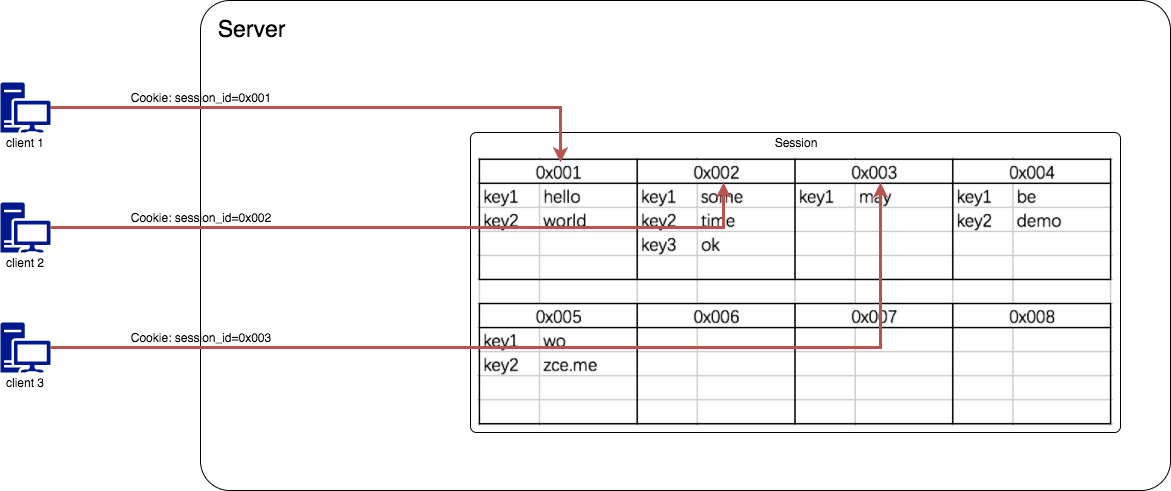 Server
Cookie: session_id=0x001
client 1
Session
0x001 0x002 0x003 0x004
key1 hello key1 some key1 may key1 be
key2 world key2 time key2 demo
key3 ok
Cookie: session_id=0x002
client 2
0x005 0x006 0x007 0x008
key1 wo
key2 zce.me
Cookie: session_id=0x003
client 3